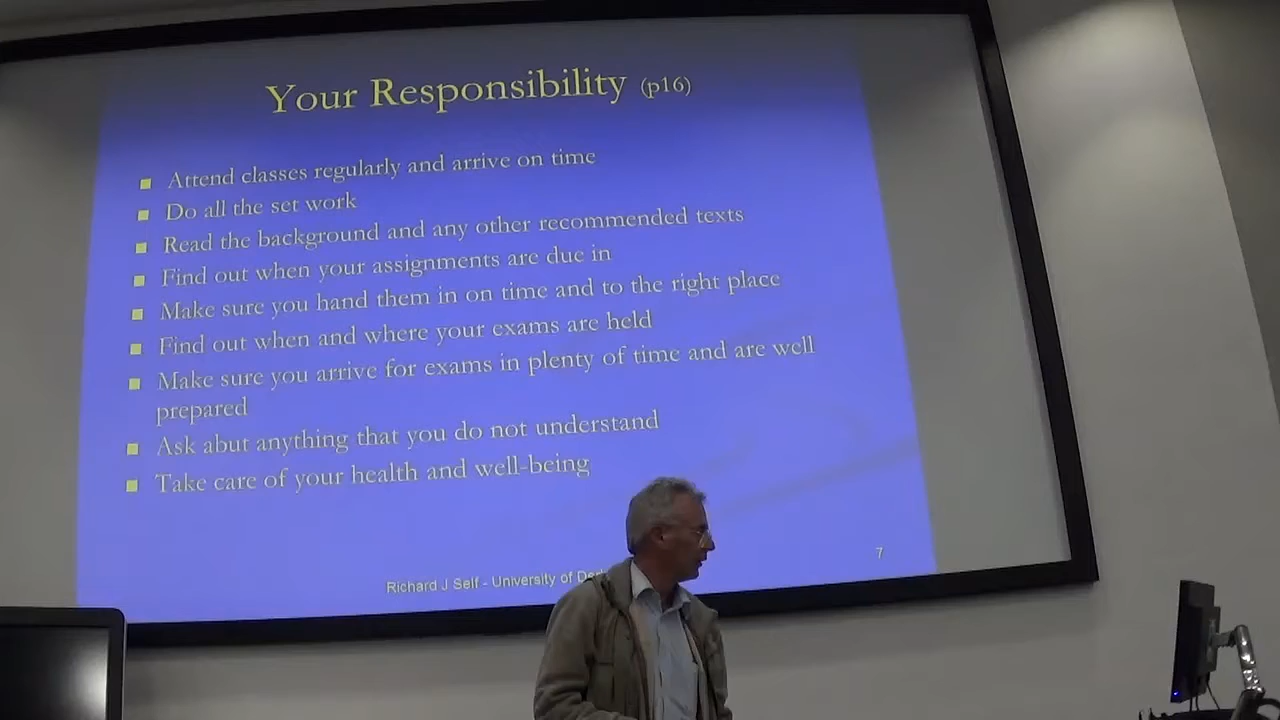 Your Responsibility (p16)
Attend classes regularly and arrive on time
Do all the set work
Read the background and any other recommended texts
Find out when your assignments are due in
Make sure you hand them in on time and to the right place
Find out when and where your exams are held
Make sure you arrive for exams in plenty of time and are well
prepared
Ask abut anything that you do not understand
Take care of your health and well-being
Richard J Self - University of
7